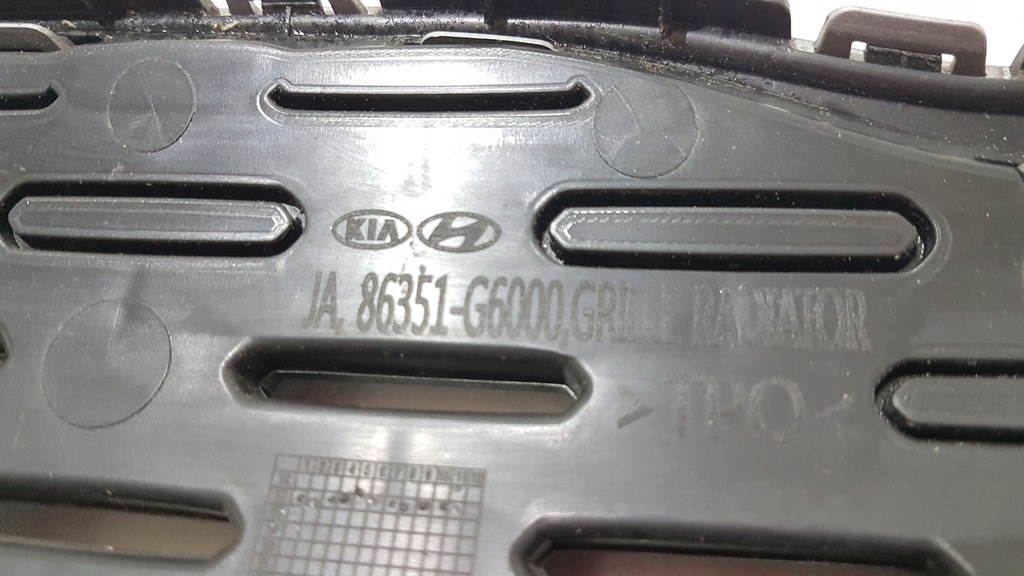 KIA
JA, 86351-G6000, GRILLE RADIATOR
>TPO<